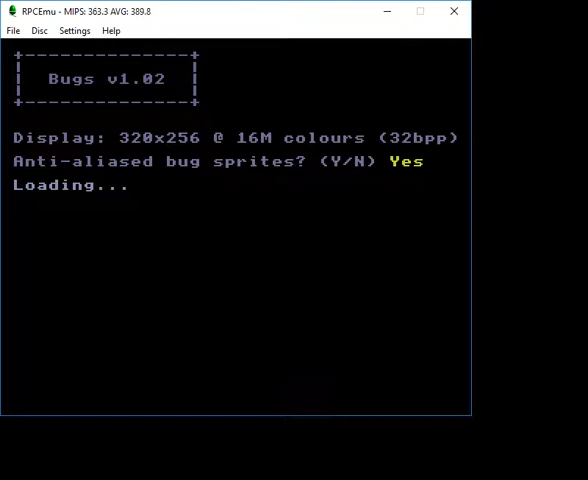 RPCEmu - MIPS: 363.3 AVG: 389.8
File Disc Settings Help
+--------------+
| Bugs v1.02 |
+--------------+
Display: 320x256 @ 16M colours (32bpp)
Anti-aliased bug sprites? (Y/N) Yes
Loading...